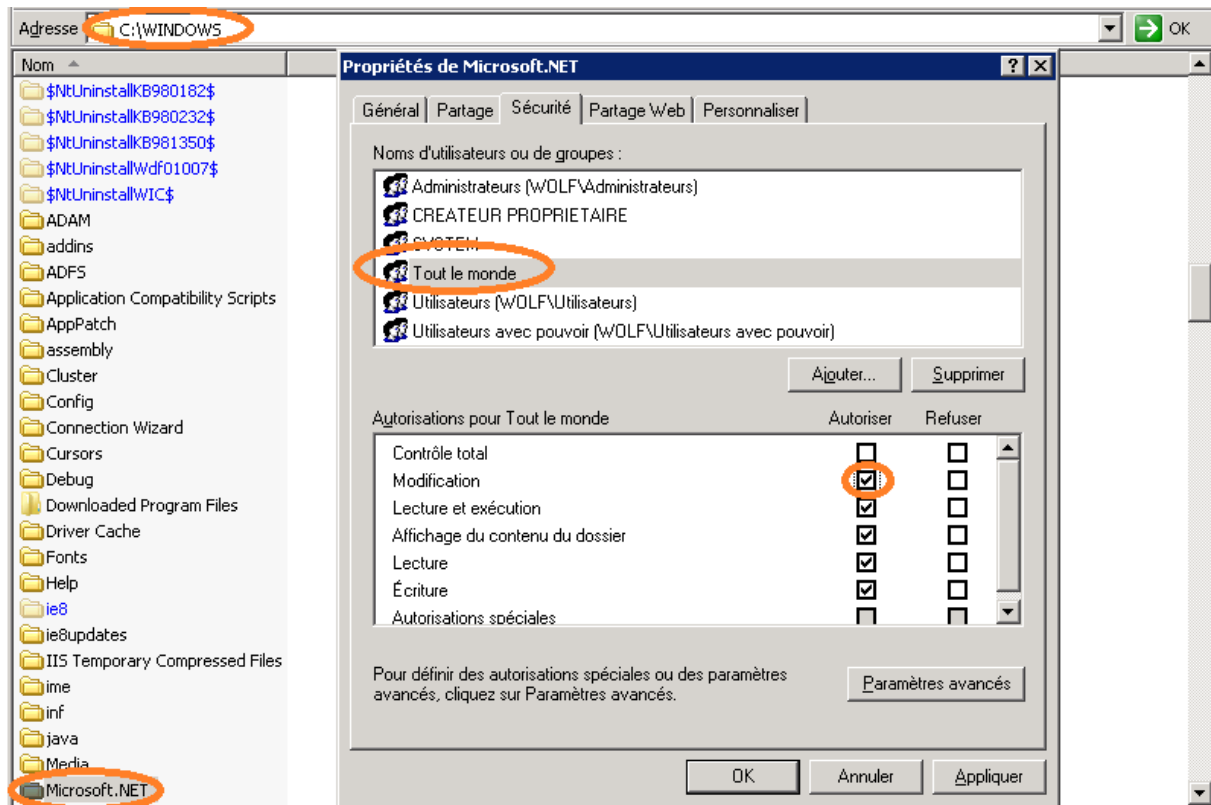 Adresse C:\WINDOWS OK
Nom
$NtUninstallKB980182$
$NtUninstallKB980232$
$NtUninstallKB981350$
$NtUninstallWdf01007$
$NtUninstallWIC$
ADAM
addins
ADFS
Application Compatibility Scripts
AppPatch
assembly
Cluster
Config
Connection Wizard
Cursors
Debug
Downloaded Program Files
Driver Cache
Fonts
Help
ie8
ie8updates
IIS Temporary Compressed Files
ime
inf
java
Media
Microsoft.NET
Propriétés de Microsoft.NET
Général Partage Sécurité Partage Web Personnaliser
Noms d'utilisateurs ou de groupes :
Administrateurs (WOLF\Administrateurs)
CREATEUR PROPRIETAIRE
SYSTEM
Tout le monde
Utilisateurs (WOLF\Utilisateurs)
Utilisateurs avec pouvoir (WOLF\Utilisateurs avec pouvoir)
Ajouter... Supprimer
Autorisations pour Tout le monde Autoriser Refuser
Contrôle total
Modification
Lecture et exécution
Affichage du contenu du dossier
Lecture
Écriture
Autorisations spéciales
Pour définir des autorisations spéciales ou des paramètres
avancés, cliquez sur Paramètres avancés.
Paramètres avancés
OK Annuler Appliquer